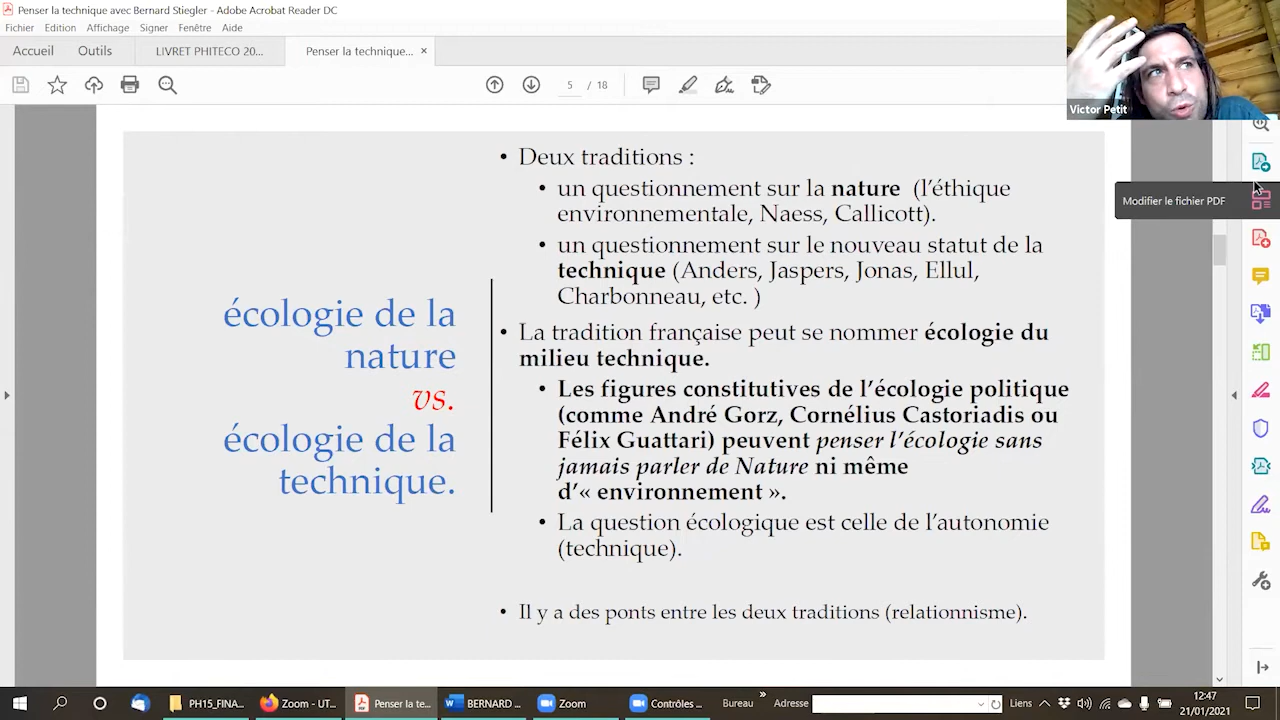 Penser la technique avec Bernard Stiegler - Adobe Acrobat Reader DC
Fichier Edition Affichage Signer Fenêtre Aide
Accueil Outils LIVRET PHITECO 20... Penser la technique... ×
5 / 18
Victor Petit
Modifier le fichier PDF
écologie de la
nature
vs.
écologie de la
technique.
• Deux traditions :
• un questionnement sur la nature (l'éthique
environnementale, Naess, Callicott).
• un questionnement sur le nouveau statut de la
technique (Anders, Jaspers, Jonas, Ellul,
Charbonneau, etc. )
• La tradition française peut se nommer écologie du
milieu technique.
• Les figures constitutives de l'écologie politique
(comme André Gorz, Cornélius Castoriadis ou
Félix Guattari) peuvent penser l'écologie sans
jamais parler de Nature ni même
d'« environnement ».
• La question écologique est celle de l'autonomie
(technique).
• Il y a des ponts entre les deux traditions (relationnisme).
PH15_FINA... Zoom - UT... Penser la te... BERNARD ... Zoom Contrôles ... Bureau » Adresse Liens 12:47
21/01/2021